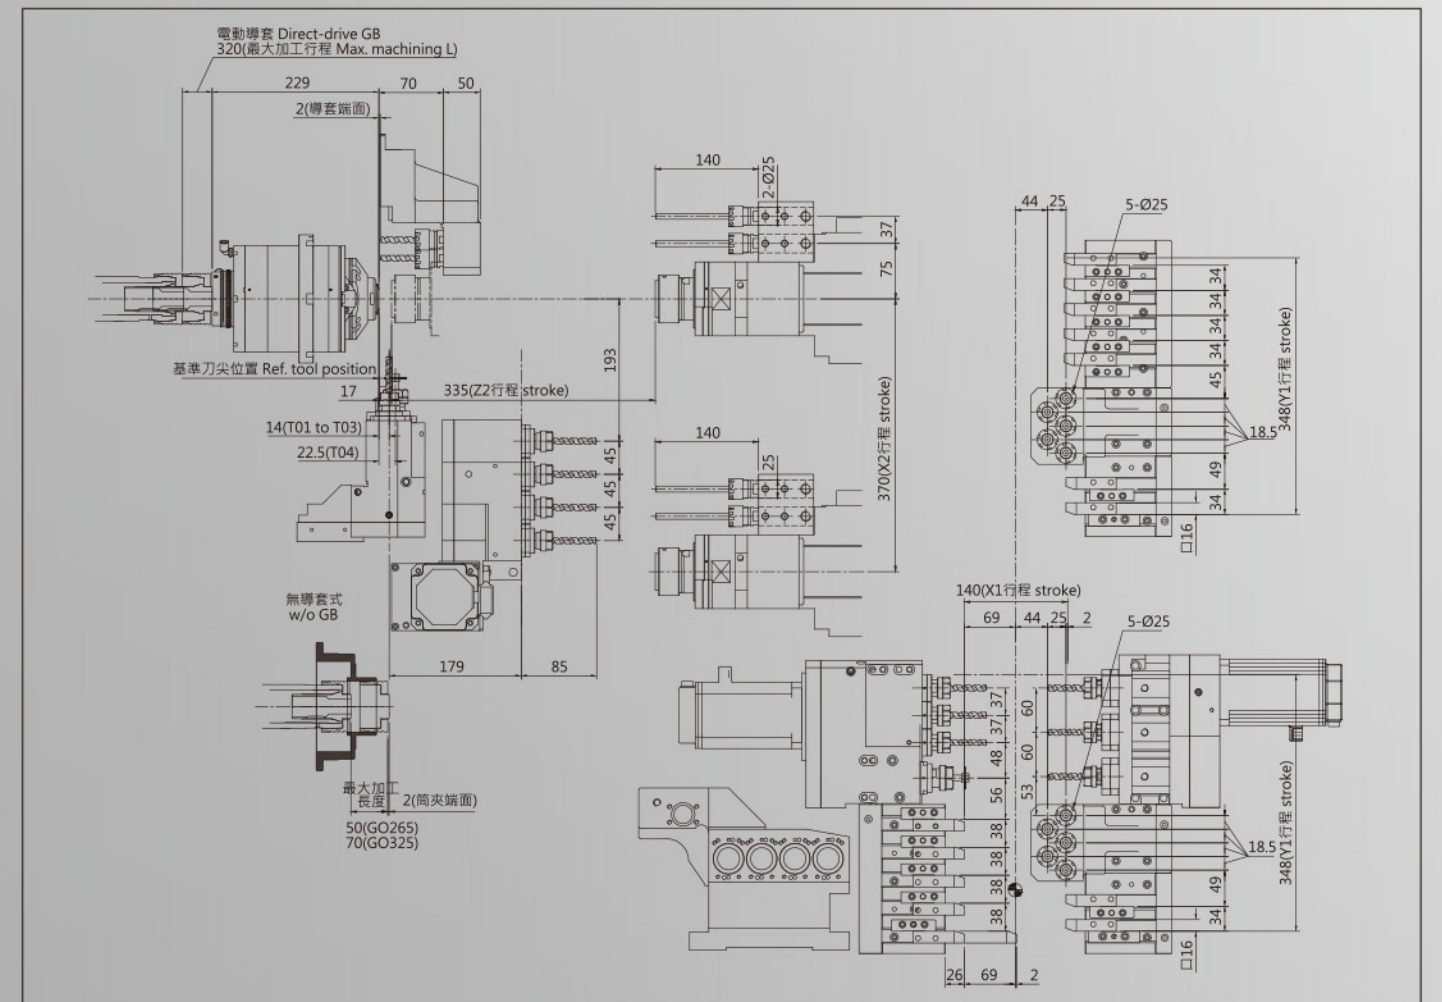 電動導套 Direct-drive GB
320(最大加工行程 Max. machining L)
229
70
50
2(導套端面)
140
2-Ø25
37
75
44
25
5-Ø25
34
34
34
34
45
18.5
49
34
口16
348(Y1行程 stroke)
基準刀尖位置 Ref. tool position
17
335(Z2行程 stroke)
193
14(T01 to T03)
22.5(T04)
45
45
45
140
25
370(X2行程 stroke)
無導套式
w/o GB
179
85
最大加工
長度
2(筒夾端面)
50(GO265)
70(GO325)
140(X1行程 stroke)
69
44
25
2
5-Ø25
37
37
48
56
38
38
38
38
60
60
53
18.5
49
34
口16
348(Y1行程 stroke)
26
69
2